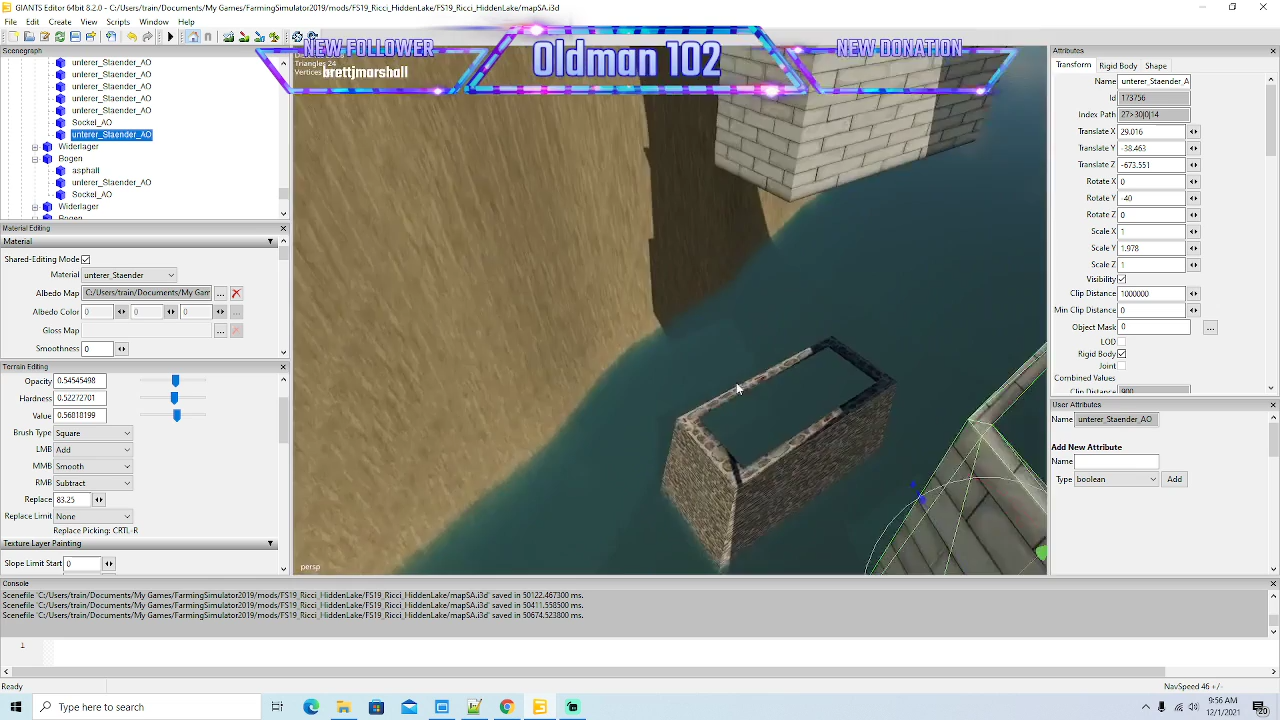 GIANTS Editor 64bit 8.2.0 - C:/Users/train/Documents/My Games/FarmingSimulator2019/mods/FS19_Ricci_HiddenLake/mapSA.i3d*
File
Window
Help
NEW FOLLOWER
Oldman 102
NEW DONATION
brettjmarshall
Triangles 24
Vertices
unterer_Staender_AO
unterer_Staender_AO
unterer_Staender_AO
unterer_Staender_AO
unterer_Staender_AO
Sockel_AO
unterer_Staender_AO
Widerlager
Bogen
asphalt
unterer_Staender_AO
Sockel_AO
Widerlager
Bogen
Material Editing
Material
Shared-Editing Mode
Material unterer_Staender
Albedo Map C:/Users/train/Documents/My Gam ...
Albedo Color 0 0 0 ...
Gloss Map ...
Smoothness 0
Terrain Editing
Opacity 0.54545498
Hardness 0.52272701
Value 0.56818199
Brush Type Square
LMB Add
MMB Smooth
RMB Subtract
Replace 83.25
Replace Limit None
Replace Picking: CRTL-R
Texture Layer Painting
Slope Limit Start 0
persp
Attributes
Transform Rigid Body Shape
Name unterer_Staender_A
Id 173756
Index Path 27>30|0|14
Translate X 29.016
Translate Y -38.463
Translate Z -673.551
Rotate X 0
Rotate Y -40
Rotate Z 0
Scale X 1
Scale Y 1.978
Scale Z 1
Visibility
Clip Distance 1000000
Min Clip Distance 0
Object Mask 0 ...
LOD
Rigid Body
Joint
Combined Values
User Attributes
Name unterer_Staender_AO
Add New Attribute
Name
Type boolean Add
Console
Scenefile 'C:/Users/train/Documents/My Games/FarmingSimulator2019/mods/FS19_Ricci_HiddenLake/FS19_Ricci_HiddenLake/mapSA.i3d' saved in 50122.467300 ms.
Scenefile 'C:/Users/train/Documents/My Games/FarmingSimulator2019/mods/FS19_Ricci_HiddenLake/FS19_Ricci_HiddenLake/mapSA.i3d' saved in 50411.558500 ms.
Scenefile 'C:/Users/train/Documents/My Games/FarmingSimulator2019/mods/FS19_Ricci_HiddenLake/FS19_Ricci_HiddenLake/mapSA.i3d' saved in 50674.523800 ms.
1
Ready
NavSpeed 46 +/-
Type here to search
9:56 AM
12/1/2021